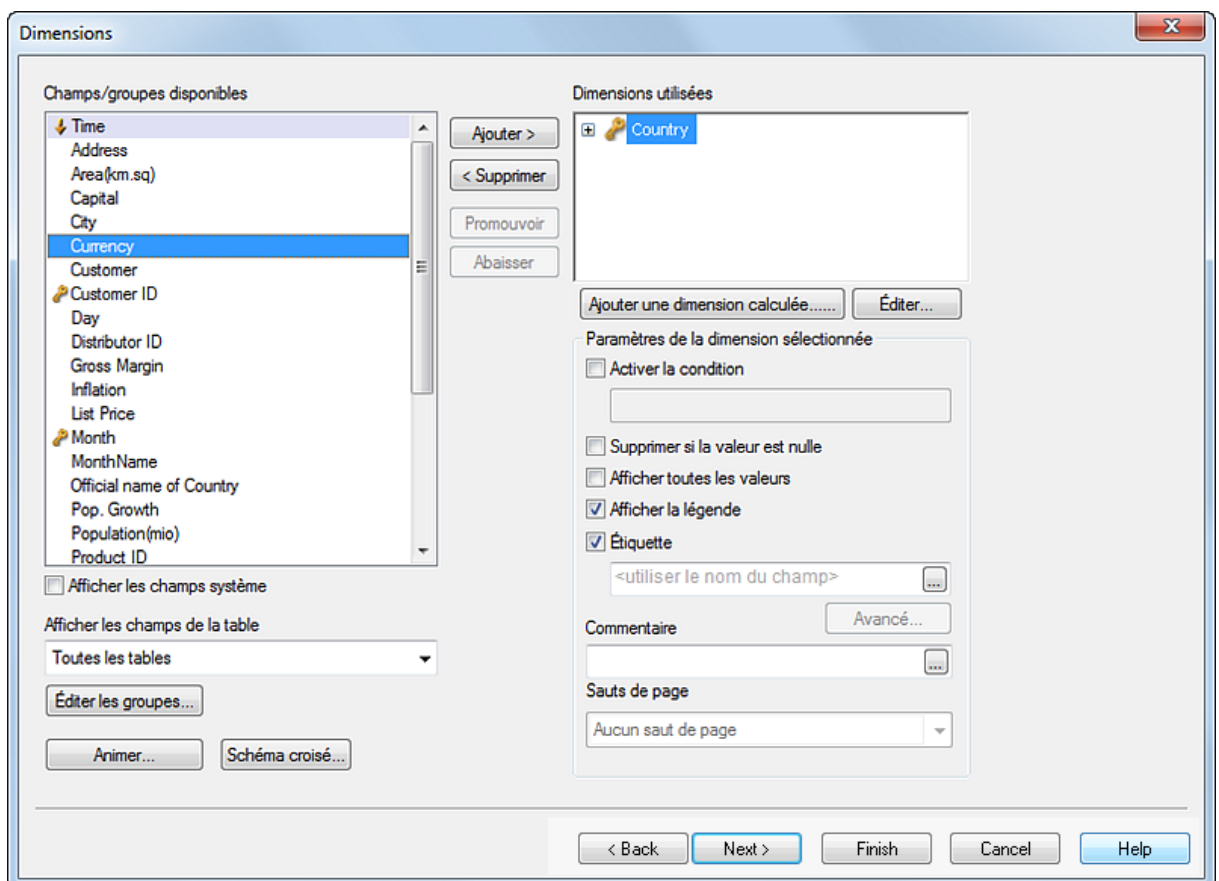 Dimensions
Champs/groupes disponibles
Time
Address
Area(km.sq)
Capital
City
Currency
Customer
Customer ID
Day
Distributor ID
Gross Margin
Inflation
List Price
Month
MonthName
Official name of Country
Pop. Growth
Population(mio)
Product ID
Afficher les champs système
Afficher les champs de la table
Toutes les tables
Éditer les groupes...
Animer...
Schéma croisé...
Ajouter >
< Supprimer
Promouvoir
Abaisser
Dimensions utilisées
Country
Ajouter une dimension calculée......
Éditer...
Paramètres de la dimension sélectionnée
Activer la condition
Supprimer si la valeur est nulle
Afficher toutes les valeurs
Afficher la légende
Étiquette
<utiliser le nom du champ>
...
Avancé...
Commentaire
...
Sauts de page
Aucun saut de page
< Back
Next >
Finish
Cancel
Help